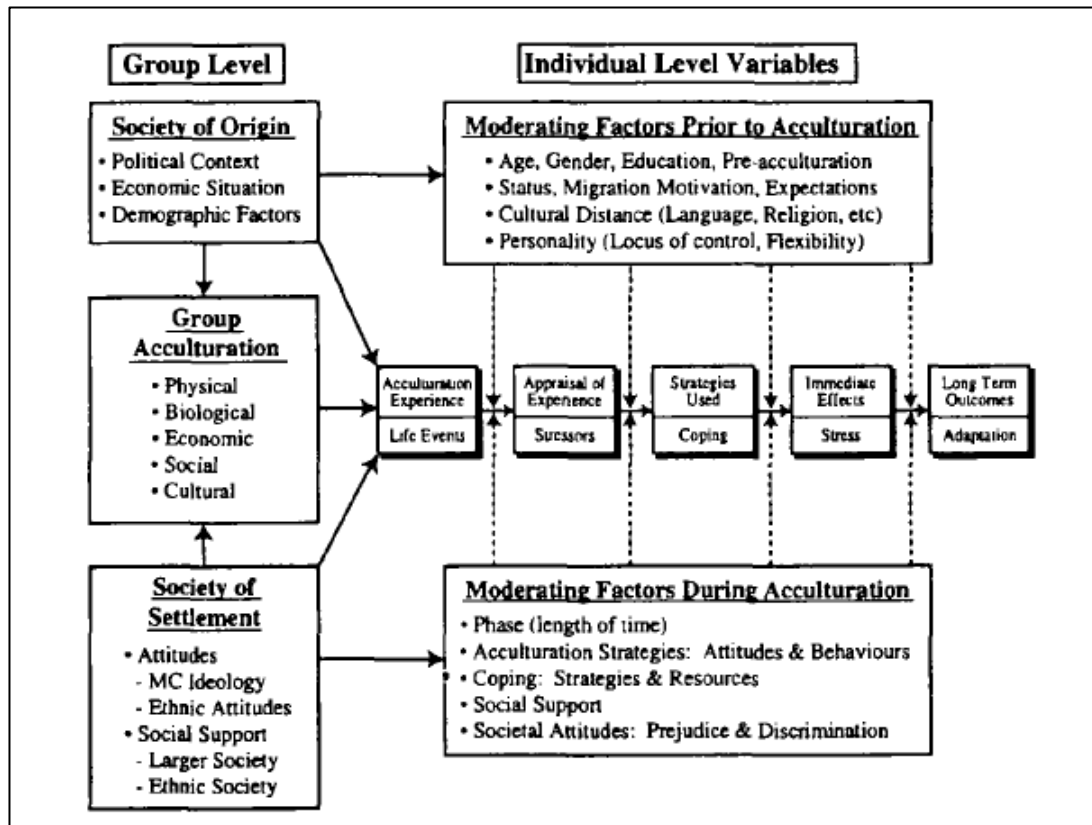 Group Level
Individual Level Variables
Society of Origin
• Political Context
• Economic Situation
• Demographic Factors
Moderating Factors Prior to Acculturation
• Age, Gender, Education, Pre-acculturation
• Status, Migration Motivation, Expectations
• Cultural Distance (Language, Religion, etc)
• Personality (Locus of control, Flexibility)
Group
Acculturation
• Physical
• Biological
• Economic
• Social
• Cultural
Acculturation
Experience
Life Events
Appraisal of
Experience
Stressors
Strategies
Used
Coping
Immediate
Effects
Stress
Long Term
Outcomes
Adaptation
Society of
Settlement
• Attitudes
- MC Ideology
- Ethnic Attitudes
• Social Support
- Larger Society
- Ethnic Society
Moderating Factors During Acculturation
• Phase (length of time)
• Acculturation Strategies: Attitudes & Behaviours
• Coping: Strategies & Resources
• Social Support
• Societal Attitudes: Prejudice & Discrimination